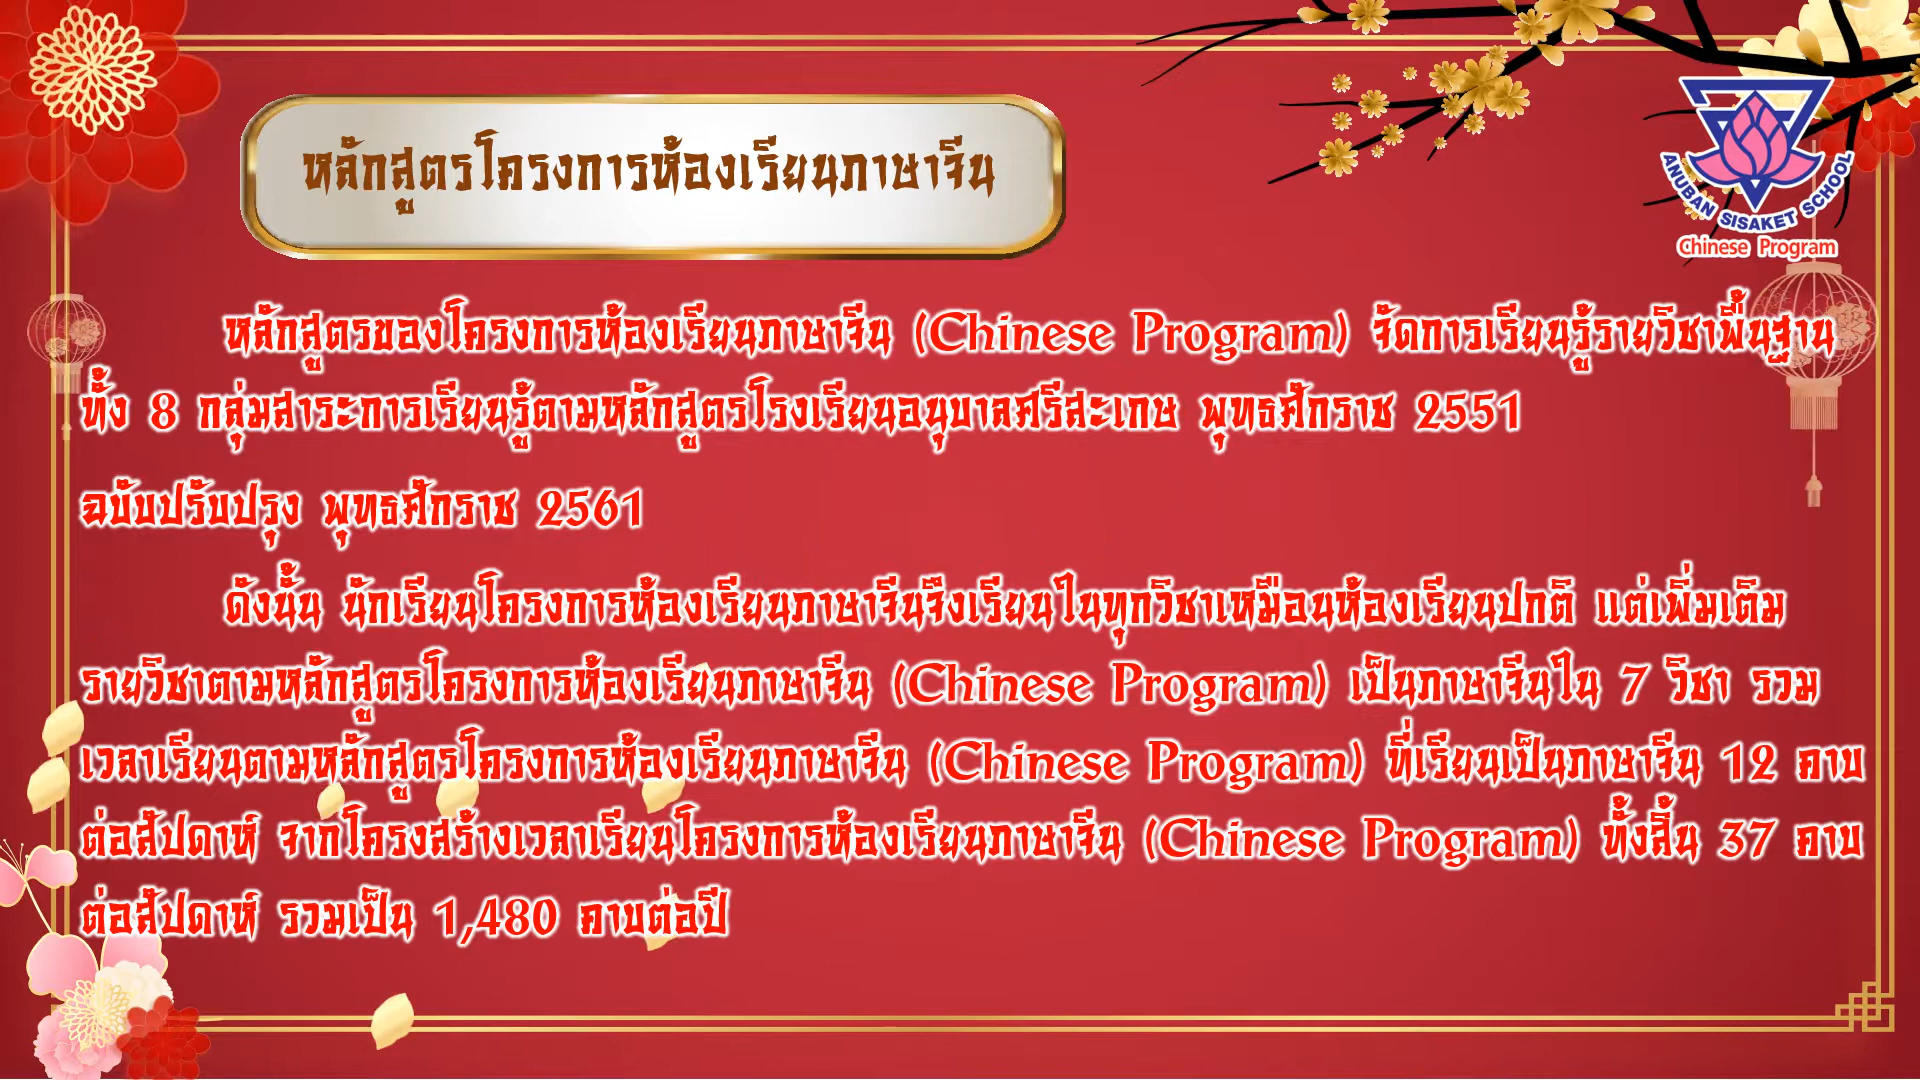 หลักสูตรโครงการห้องเรียนภาษาจีน
ANUBAN SISAKET SCHOOL
Chinese Program
หลักสูตรของโครงการห้องเรียนภาษาจีน (Chinese Program) จัดการเรียนรู้รายวิชาพื้นฐาน
ทั้ง 8 กลุ่มสาระการเรียนรู้ตามหลักสูตรโรงเรียนอนุบาลศรีสะเกษ พุทธศักราช 2551
ฉบับปรับปรุง พุทธศักราช 2561
ดังนั้น นักเรียนโครงการห้องเรียนภาษาจีนจึงเรียนในทุกวิชาเหมือนห้องเรียนปกติ แต่เพิ่มเติม
รายวิชาตามหลักสูตรโครงการห้องเรียนภาษาจีน (Chinese Program) เป็นภาษาจีนใน 7 วิชา รวม
เวลาเรียนตามหลักสูตรโครงการห้องเรียนภาษาจีน (Chinese Program) ที่เรียนเป็นภาษาจีน 12 คาบ
ต่อสัปดาห์ จากโครงสร้างเวลาเรียนโครงการห้องเรียนภาษาจีน (Chinese Program) ทั้งสิ้น 37 คาบ
ต่อสัปดาห์ รวมเป็น 1,480 คาบต่อปี